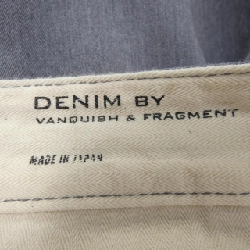 DENIM BY
VANQUISH & FRAGMENT
MADE IN JAPAN